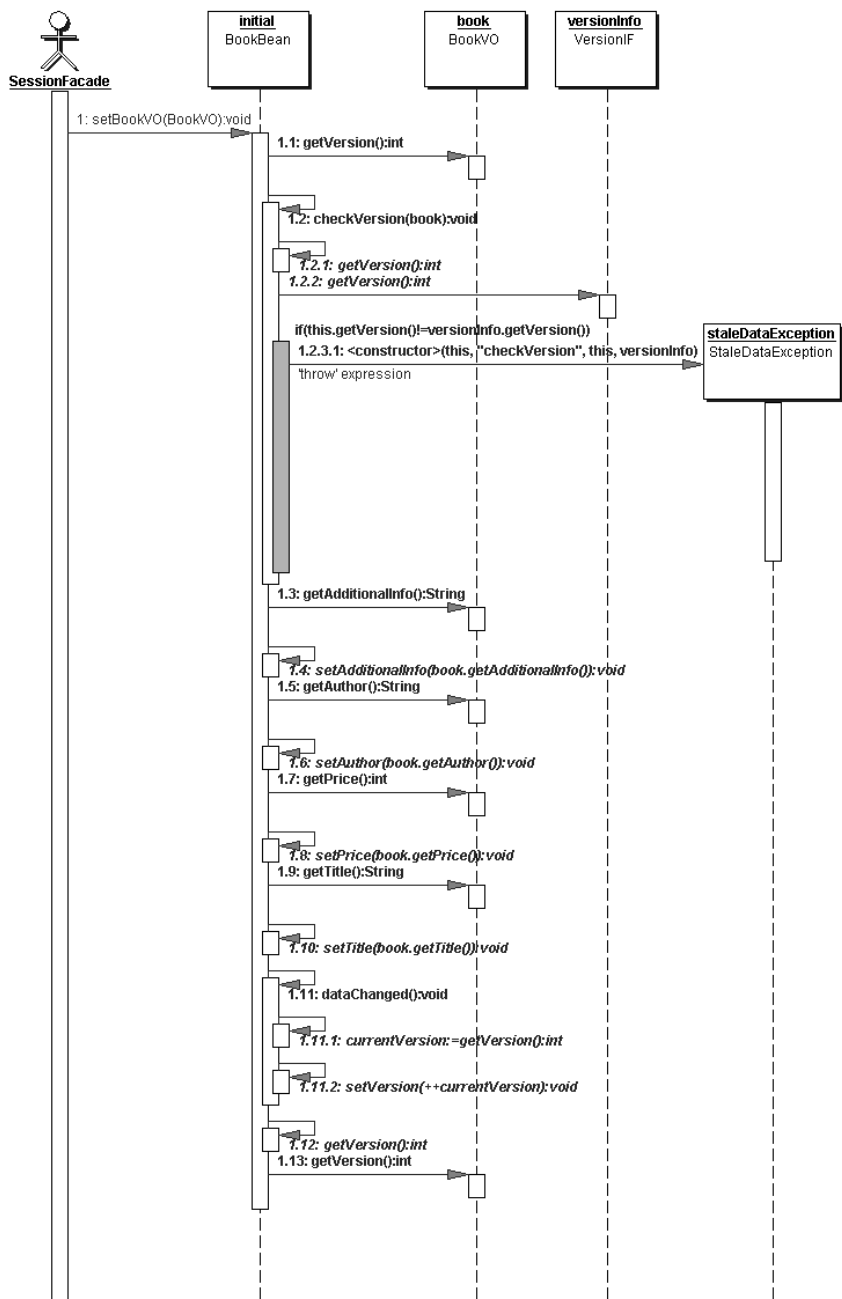 initial
BookBean
book
BookVO
versionInfo
VersionIF
SessionFacade
1: setBookVO(BookVO):void
1.1: getVersion():int
1.2: checkVersion(book):void
1.2.1: getVersion():int
1.2.2: getVersion():int
if(this.getVersion()!=versionInfo.getVersion())
1.2.3.1: <constructor>(this, "checkVersion", this, versionInfo)
'throw' expression
staleDataException
StaleDataException
1.3: getAdditionalInfo():String
1.4: setAdditionalInfo(book.getAdditionalInfo()):void
1.5: getAuthor():String
1.6: setAuthor(book.getAuthor()):void
1.7: getPrice():int
1.8: setPrice(book.getPrice()):void
1.9: getTitle():String
1.10: setTitle(book.getTitle()):void
1.11: dataChanged():void
1.11.1: currentVersion:=getVersion():int
1.11.2: setVersion(++currentVersion):void
1.12: getVersion():int
1.13: getVersion():int